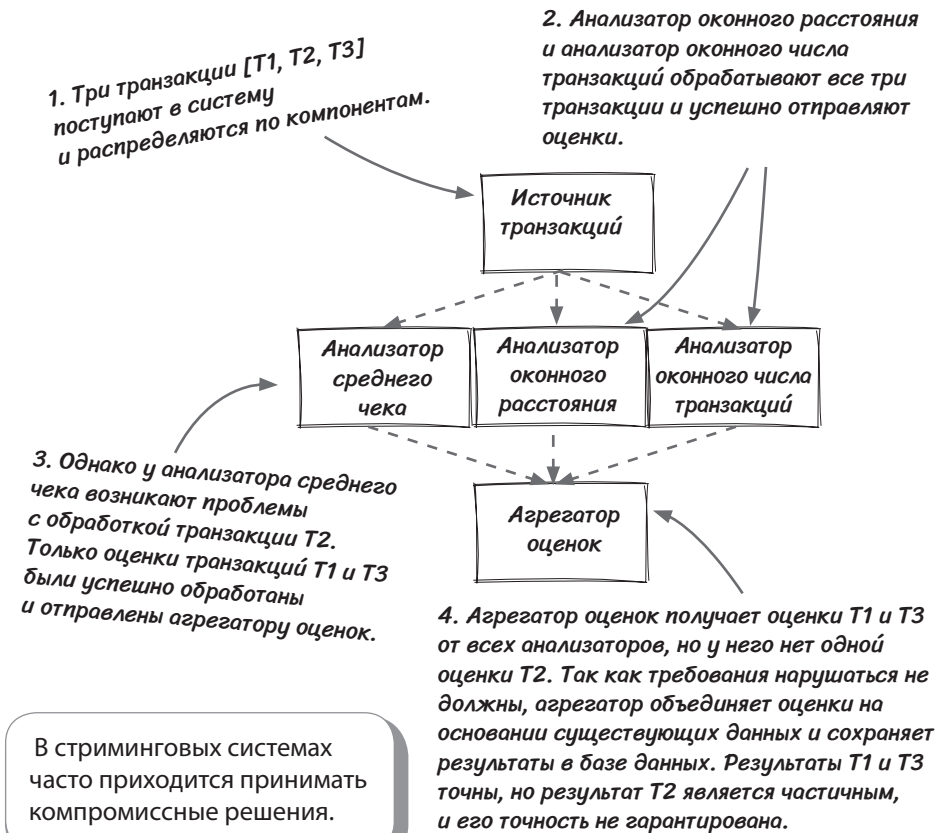 1. Три транзакции [T1, T2, T3]
поступают в систему
и распределяются по компонентам.
2. Анализатор оконного расстояния
и анализатор оконного числа
транзакций обрабатывают все три
транзакции и успешно отправляют
оценки.
Источник
транзакций
Анализатор
среднего
чека
Анализатор
оконного
расстояния
Анализатор
оконного числа
транзакций
3. Однако у анализатора среднего
чека возникают проблемы
с обработкой транзакции T2.
Только оценки транзакций T1 и T3
были успешно обработаны
и отправлены агрегатору оценок.
Агрегатор
оценок
4. Агрегатор оценок получает оценки T1 и T3
от всех анализаторов, но у него нет одной
оценки T2. Так как требования нарушаться не
должны, агрегатор объединяет оценки на
основании существующих данных и сохраняет
результаты в базе данных. Результаты T1 и T3
точны, но результат T2 является частичным,
и его точность не гарантирована.
В стриминговых системах
часто приходится принимать
компромиссные решения.